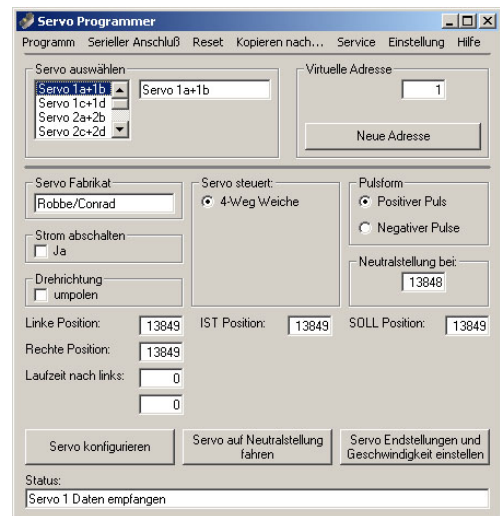 Servo Programmer
Programm Serieller Anschluß Reset Kopieren nach... Service Einstellung Hilfe
Servo auswählen
Servo 1a+1b
Servo 1c+1d
Servo 2a+2b
Servo 2c+2d
Servo 1a+1b
Virtuelle Adresse
1
Neue Adresse
Servo Fabrikat
Robbe/Conrad
Servo steuert:
4-Weg Weiche
Pulsform
Positiver Puls
Negativer Pulse
Strom abschalten
Ja
Drehrichtung
umpolen
Neutralstellung bei:
13848
Linke Position: 13849 IST Position: 13849 SOLL Position: 13849
Rechte Position: 13849
Laufzeit nach links: 0
0
Servo konfigurieren
Servo auf Neutralstellung
fahren
Servo Endstellungen und
Geschwindigkeit einstellen
Status:
Servo 1 Daten empfangen